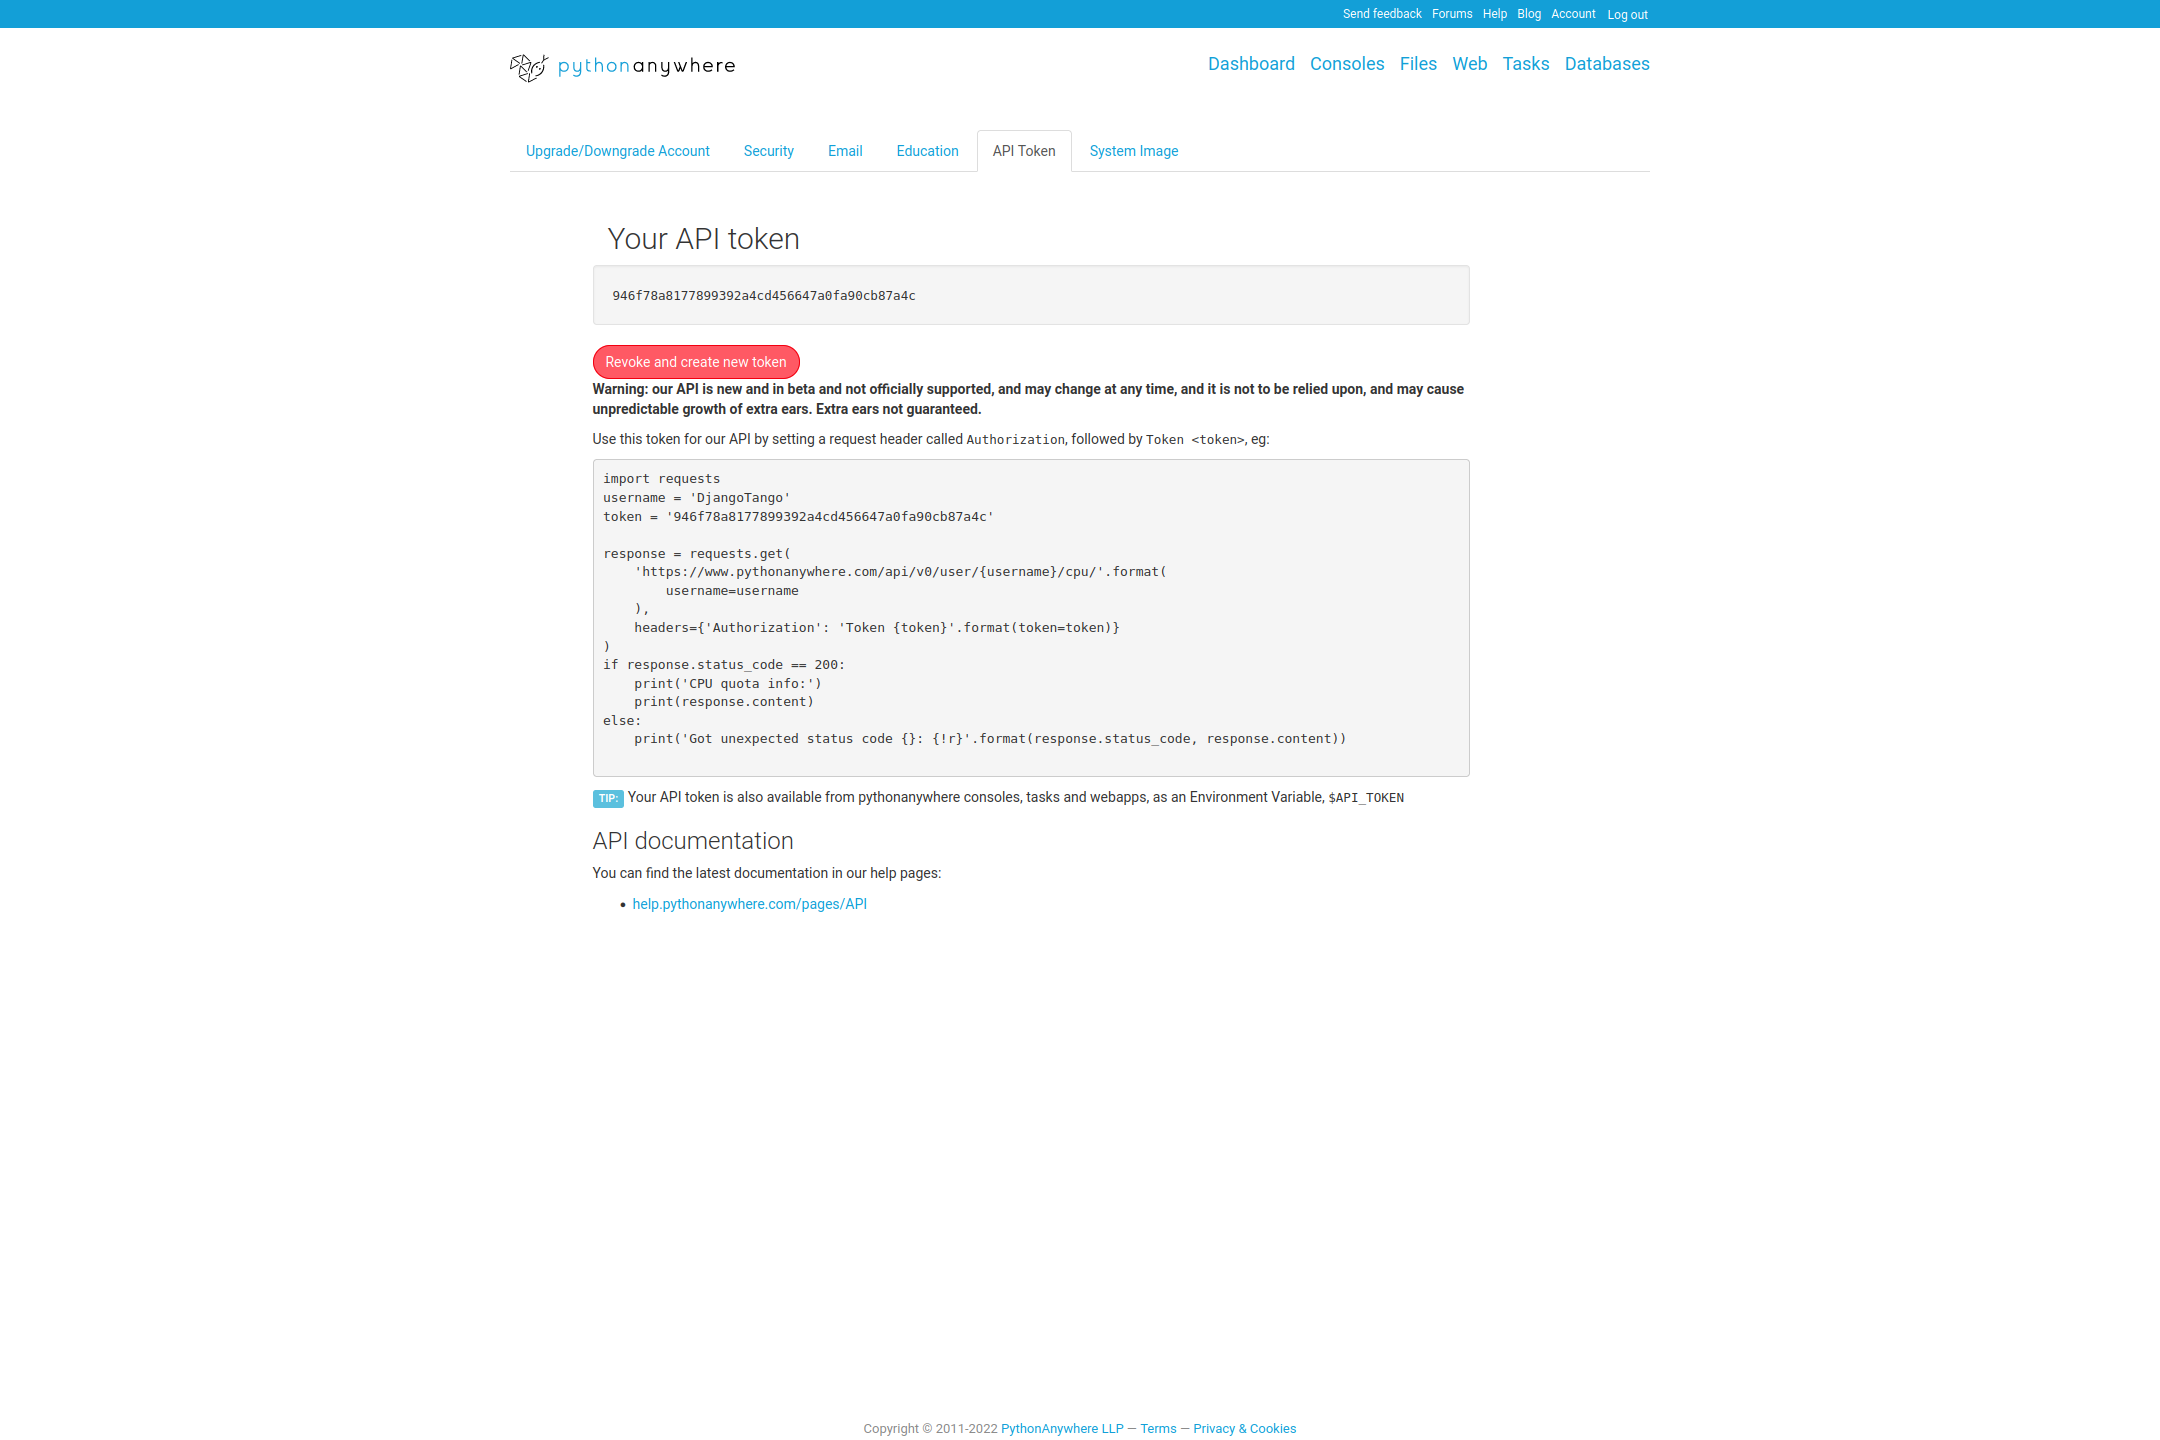 Send feedback Forums Help Blog Account Log out
pythonanywhere
Dashboard Consoles Files Web Tasks Databases
Upgrade/Downgrade Account Security Email Education API Token System Image
Your API token
946f78a8177899392a4cd456647a0fa90cb87a4c
Revoke and create new token
Warning: our API is new and in beta and not officially supported, and may change at any time, and it is not to be relied upon, and may cause
unpredictable growth of extra ears. Extra ears not guaranteed.
Use this token for our API by setting a request header called Authorization, followed by Token <token>, eg:
import requests
username = 'DjangoTango'
token = '946f78a8177899392a4cd456647a0fa90cb87a4c'
response = requests.get(
    'https://www.pythonanywhere.com/api/v0/user/{username}/cpu/'.format(
        username=username
    ),
    headers={'Authorization': 'Token {token}'.format(token=token)}
)
if response.status_code == 200:
    print('CPU quota info:')
    print(response.content)
else:
    print('Got unexpected status code {}: {!r}'.format(response.status_code, response.content))
TIP: Your API token is also available from pythonanywhere consoles, tasks and webapps, as an Environment Variable, $API_TOKEN
API documentation
You can find the latest documentation in our help pages:
• help.pythonanywhere.com/pages/API
Copyright © 2011-2022 PythonAnywhere LLP — Terms — Privacy & Cookies